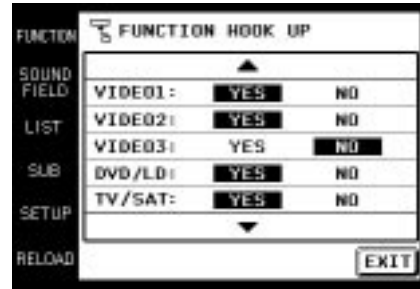 FUNCTION HOOK UP
FUNCTION
SOUND FIELD
LIST
SUB
SETUP
RELOAD
VIDEO1: YES NO
VIDEO2: YES NO
VIDEO3: YES NO
DVD/LD: YES NO
TV/SAT: YES NO
EXIT